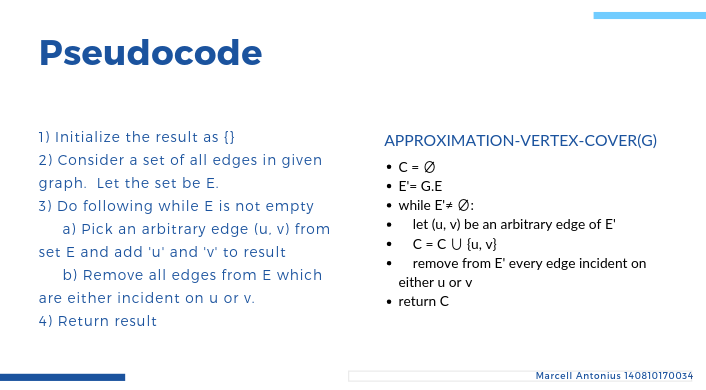 Pseudocode
1) Initialize the result as {}
2) Consider a set of all edges in given
graph.  Let the set be E.
3) Do following while E is not empty
a) Pick an arbitrary edge (u, v) from
set E and add 'u' and 'v' to result
b) Remove all edges from E which
are either incident on u or v.
4) Return result
APPROXIMATION-VERTEX-COVER(G)
• C = ∅
• E'= G.E
• while E'≠ ∅:
• let (u, v) be an arbitrary edge of E'
• C = C ∪ {u, v}
• remove from E' every edge incident on
either u or v
• return C
Marcell Antonius 140810170034